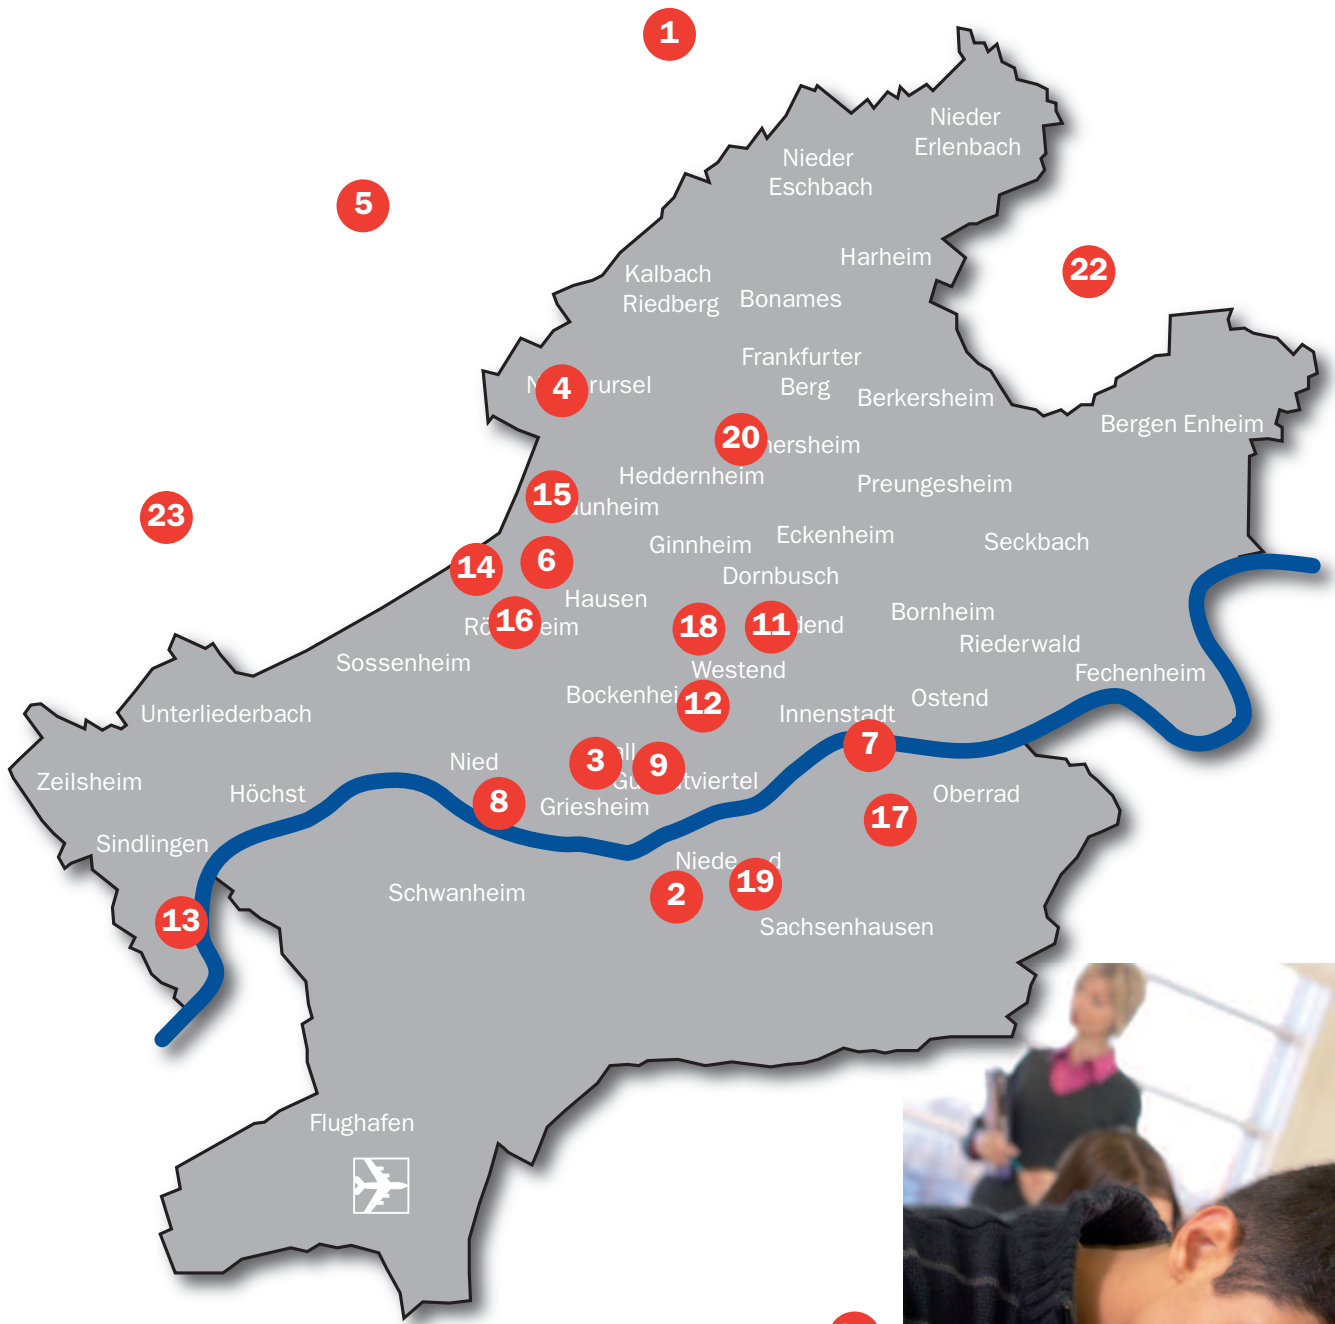 1
Nieder
Erlenbach
Nieder
Eschbach
5
Harheim
22
Kalbach
Riedberg
Bonames
Frankfurter
Berg
4
rursel
Berkersheim
Bergen Enheim
20
ersheim
Heddernheim
Preungesheim
15
unheim
23
Eckenheim
Ginnheim
Seckbach
14
6
Dornbusch
Hausen
Bornheim
16
18
11
Riederwald
Sossenheim
Westend
Fechenheim
Bockenhei
12
Ostend
Unterliederbach
Innenstadt
7
Nied
3
9
Zeilsheim
Höchst
8
Griesheim
Oberrad
17
Sindlingen
Niede
2
19
Schwanheim
13
Sachsenhausen
Flughafen